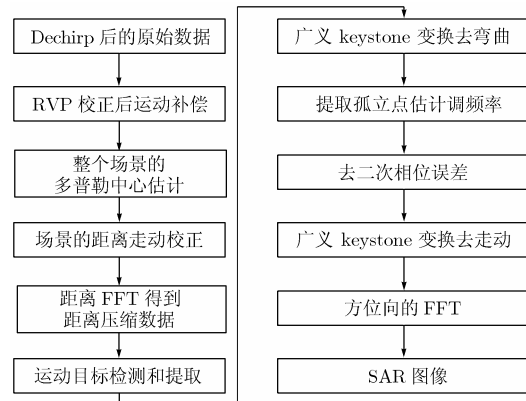 Dechirp 后的原始数据
RVP 校正后运动补偿
整个场景的
多普勒中心估计
场景的距离走动校正
距离 FFT 得到
距离压缩数据
运动目标检测和提取
广义 keystone 变换去弯曲
提取孤立点估计调频率
去二次相位误差
广义 keystone 变换去走动
方位向的 FFT
SAR 图像